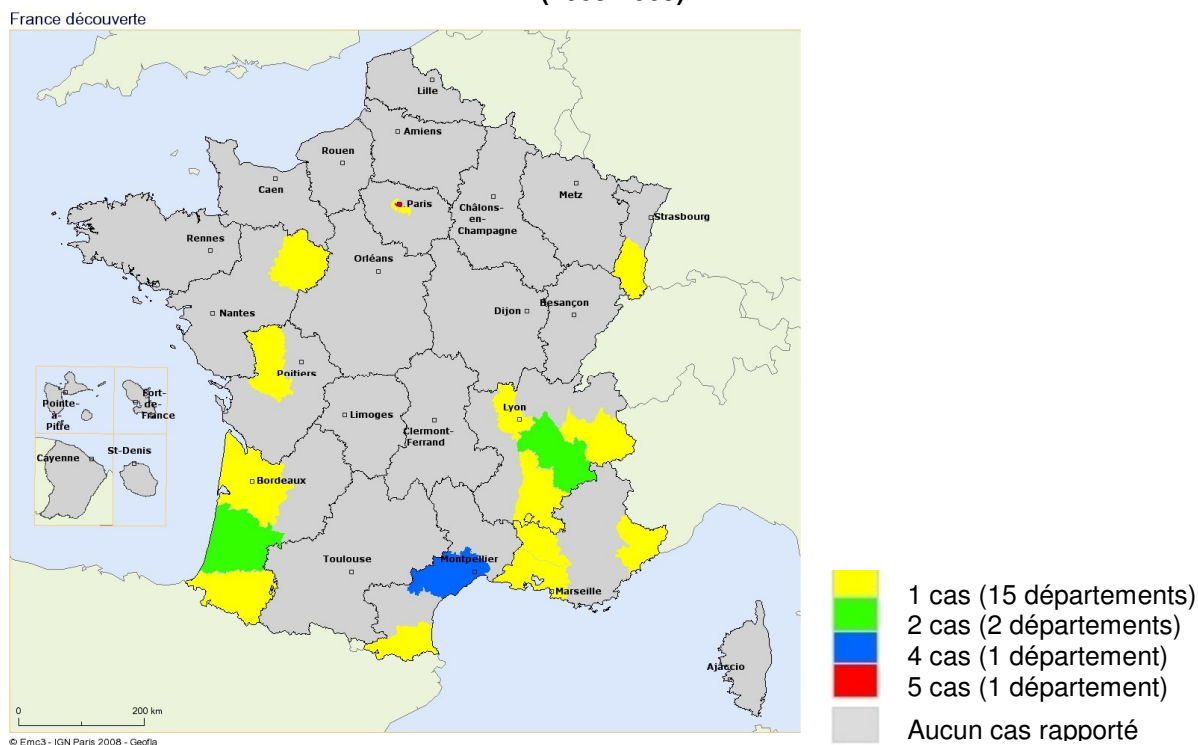 France découverte
Lille
Amiens
Rouen
Caen
Metz
Paris
Châlons-
en-
Champagne
Strasbourg
Rennes
Orléans
Dijon
Besançon
Nantes
Poitiers
Limoges
Clermont-
Ferrand
Lyon
Pointe-
à-
Pitre
Fort-
de-
France
Cayenne
St-Denis
Bordeaux
Toulouse
Montpellier
Marseille
Ajaccio
0 200 km
© Emc3 - IGN Paris 2008 - Geofla
1 cas (15 départements)
2 cas (2 départements)
4 cas (1 département)
5 cas (1 département)
Aucun cas rapporté